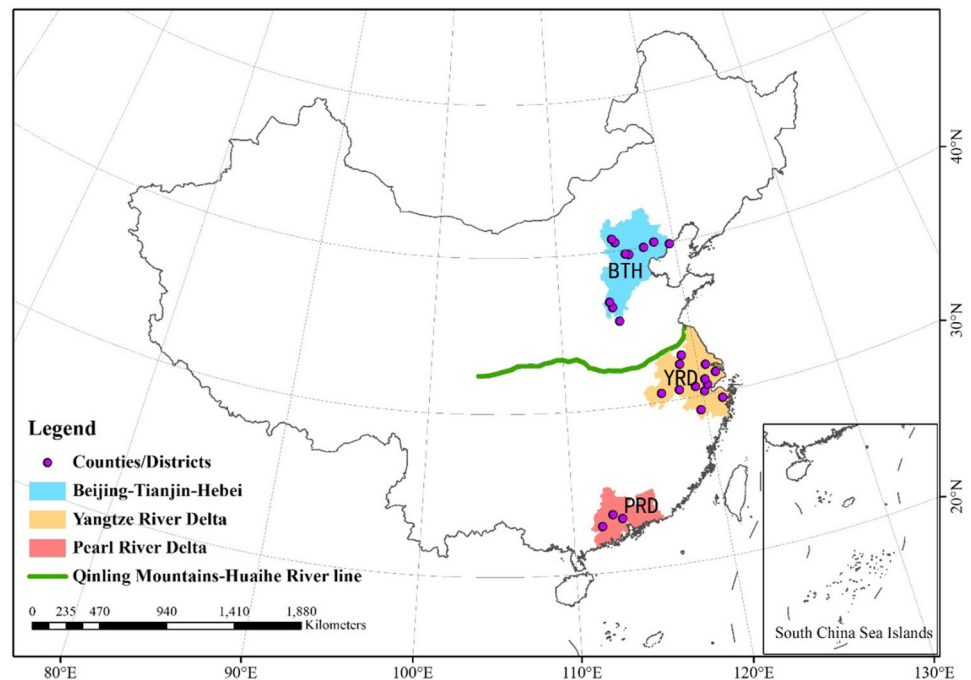 BTH
YRD
PRD
Legend
Counties/Districts
Beijing-Tianjin-Hebei
Yangtze River Delta
Pearl River Delta
Qinling Mountains-Huaihe River line
0 235 470 940 1,410 1,880
Kilometers
South China Sea Islands
40°N
30°N
20°N
80°E 90°E 100°E 110°E 120°E 130°E